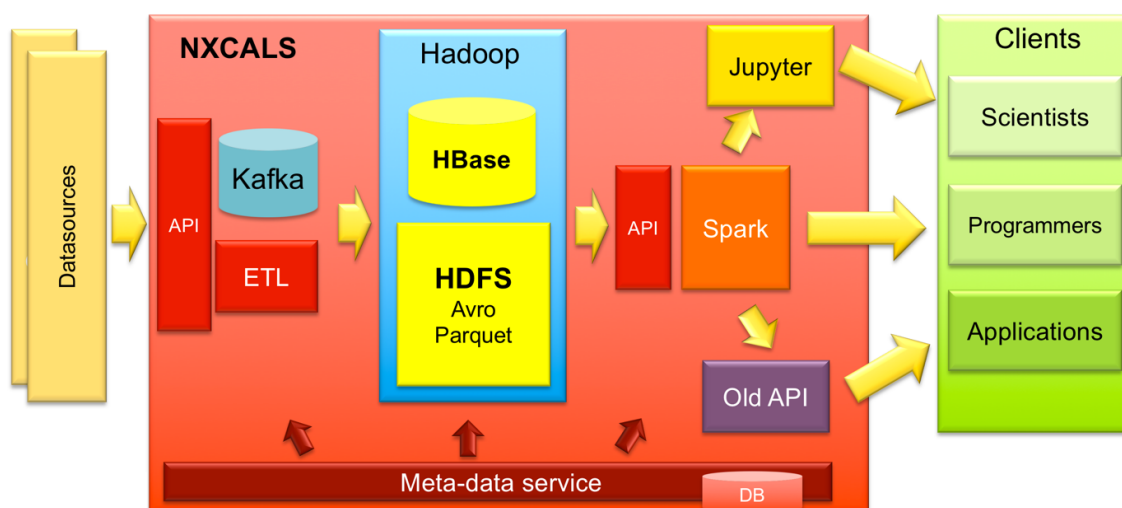 Datasources
NXCALS
API
Kafka
ETL
Hadoop
HBase
HDFS
Avro
Parquet
API
Spark
Jupyter
Old API
Meta-data service
DB
Clients
Scientists
Programmers
Applications